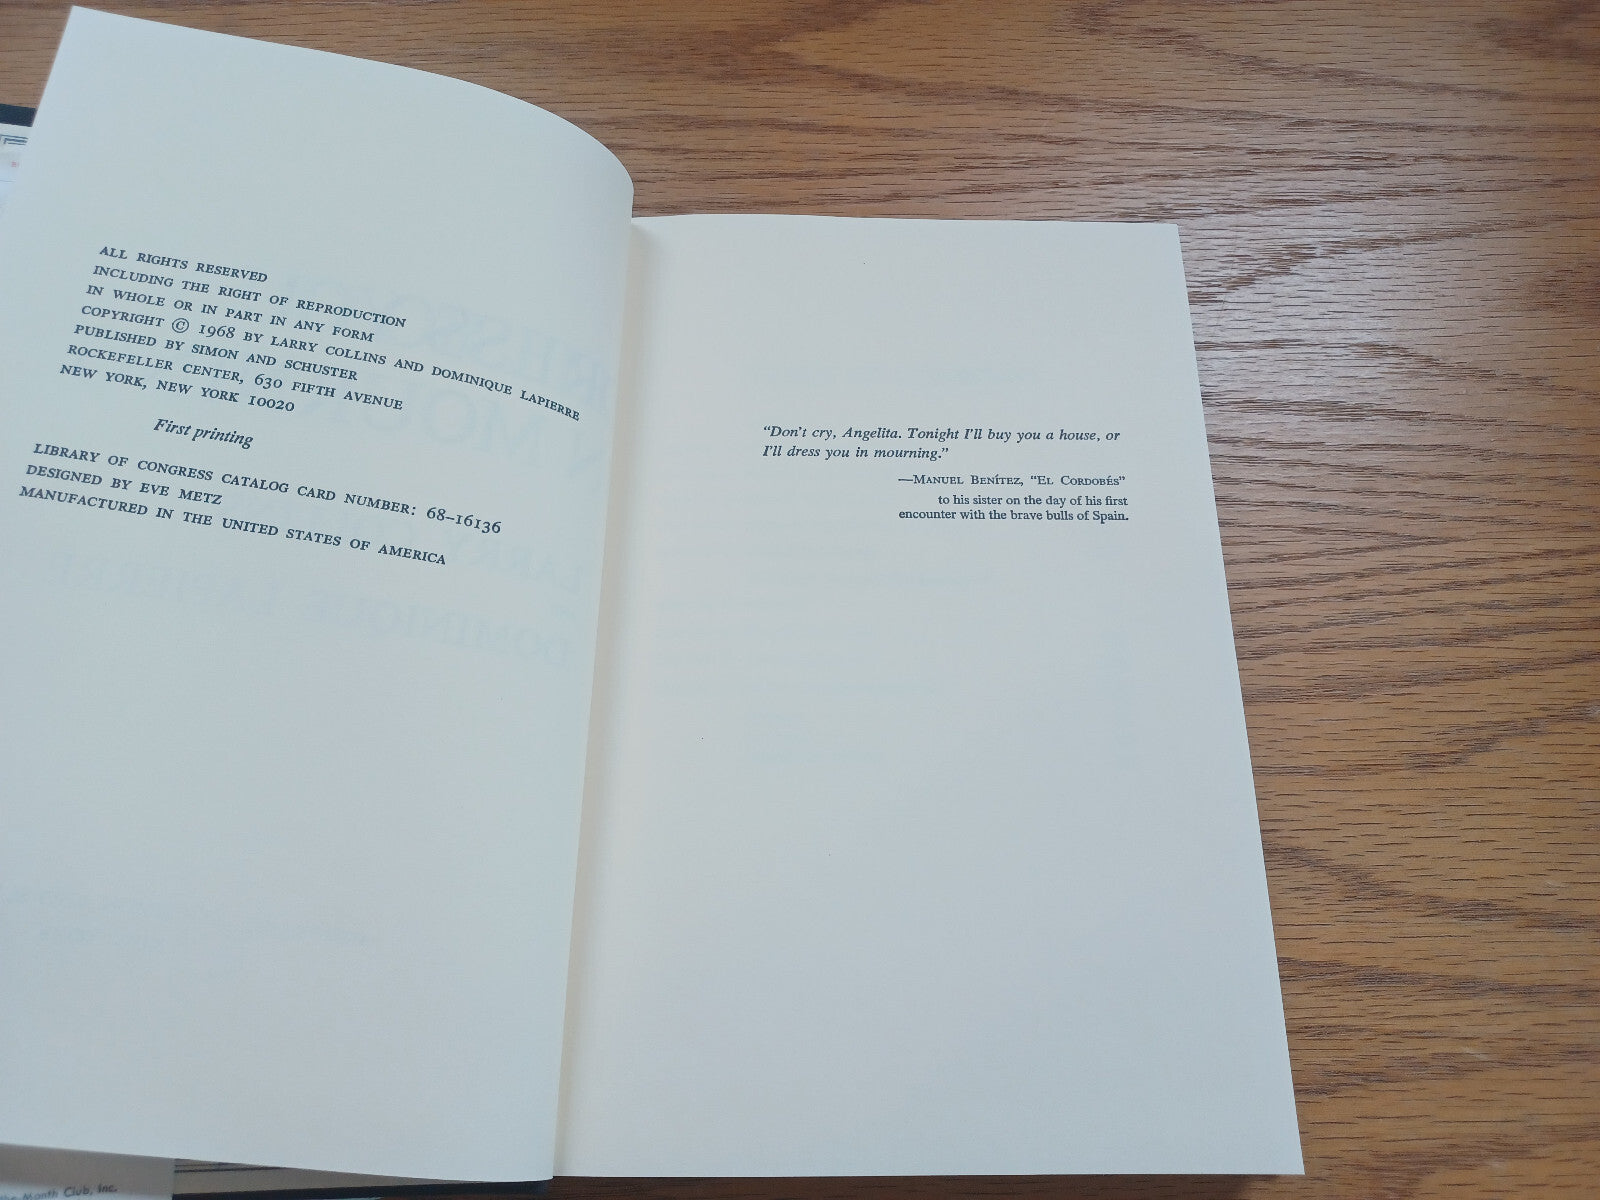 ALL RIGHTS RESERVED
INCLUDING THE RIGHT OF REPRODUCTION
IN WHOLE OR IN PART IN ANY FORM
COPYRIGHT © 1968 BY LARRY COLLINS AND DOMINIQUE LAPIERRE
PUBLISHED BY SIMON AND SCHUSTER
ROCKEFELLER CENTER, 630 FIFTH AVENUE
NEW YORK, NEW YORK 10020
First printing
LIBRARY OF CONGRESS CATALOG CARD NUMBER: 68–16136
DESIGNED BY EVE METZ
MANUFACTURED IN THE UNITED STATES OF AMERICA
the Month Club, Inc.
“Don’t cry, Angelita. Tonight I’ll buy you a house, or
I’ll dress you in mourning.”
—MANUEL BENÍTEZ, “EL CORDOBÉS”
to his sister on the day of his first
encounter with the brave bulls of Spain.